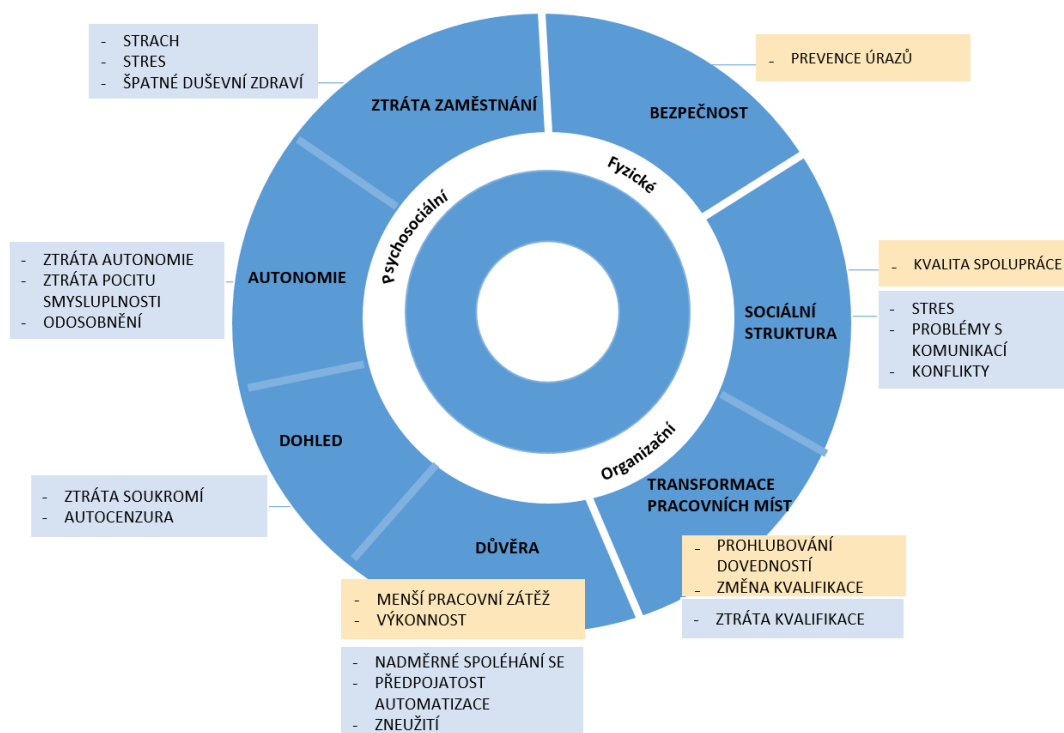 - STRACH
- STRES
- ŠPATNÉ DUŠEVNÍ ZDRAVÍ
ZTRÁTA ZAMĚSTNÁNÍ
- PREVENCE ÚRAZŮ
BEZPEČNOST
Fyzické
Psychosociální
- ZTRÁTA AUTONOMIE
- ZTRÁTA POCITU
SMYSLUPLNOSTI
- ODOSOBNĚNÍ
AUTONOMIE
- KVALITA SPOLUPRÁCE
SOCIÁLNÍ
STRUKTURA
- STRES
- PROBLÉMY S
KOMUNIKACÍ
- KONFLIKTY
DOHLED
- ZTRÁTA SOUKROMÍ
- AUTOCENZURA
Organizační
TRANSFORMACE
PRACOVNÍCH MÍST
- PROHLUBOVÁNÍ
DOVEDNOSTÍ
- ZMĚNA KVALIFIKACE
- ZTRÁTA KVALIFIKACE
DŮVĚRA
- MENŠÍ PRACOVNÍ ZÁTĚŽ
- VÝKONNOST
- NADMĚRNÉ SPOLÉHÁNÍ SE
- PŘEDPOJATOST
AUTOMATIZACE
- ZNEUŽITÍ